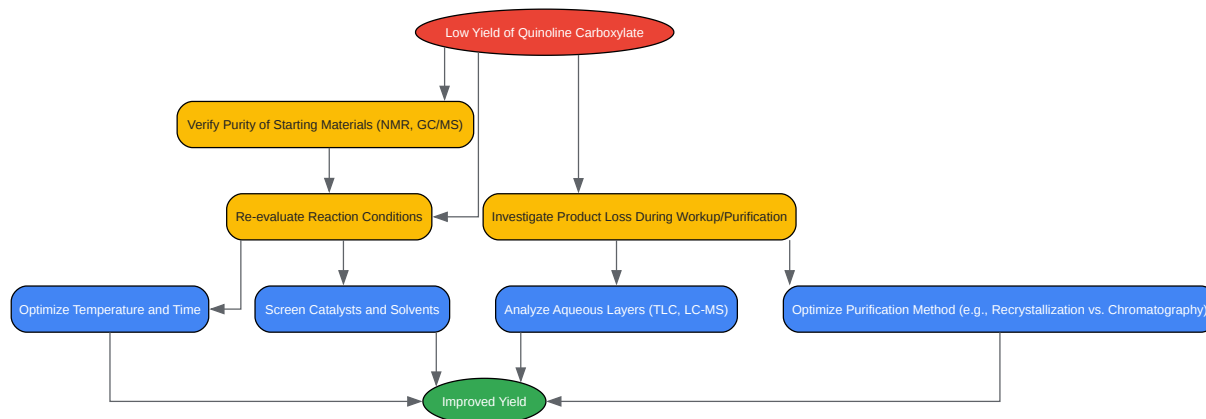 Low Yield of Quinoline Carboxylate
Verify Purity of Starting Materials (NMR, GC/MS)
Re-evaluate Reaction Conditions
Investigate Product Loss During Workup/Purification
Optimize Temperature and Time
Screen Catalysts and Solvents
Analyze Aqueous Layers (TLC, LC-MS)
Optimize Purification Method (e.g., Recrystallization vs. Chromatography)
Improved Yield